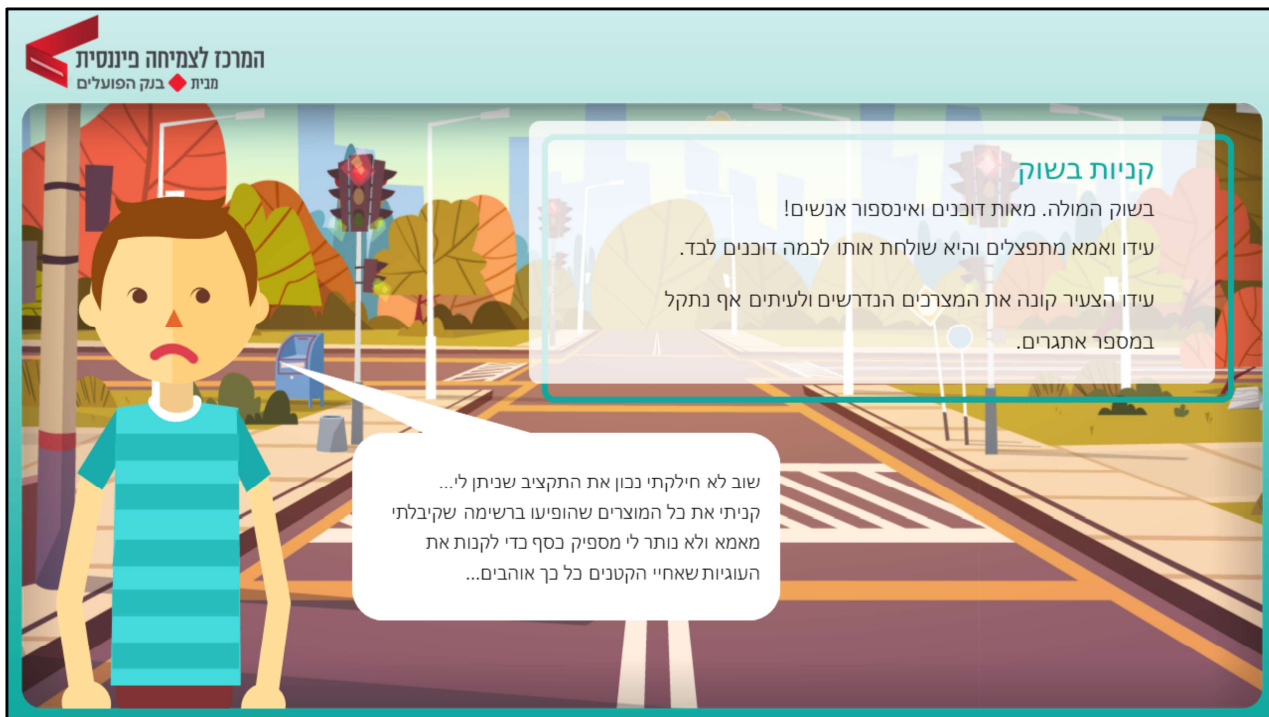 המרכז לצמיחה פיננסית
מבית בנק הפועלים
קניות בשוק
בשוק המולה. מאות דוכנים ואינספור אנשים!
עידו ואמא מתפצלים והיא שולחת אותו לכמה דוכנים לבד.
עידו הצעיר קונה את המצרכים הנדרשים ולעיתים אף נתקל
במספר אתגרים.
שוב לא חילקתי נכון את התקציב שניתן לי...
קניתי את כל המוצרים שהופיעו ברשימה שקיבלתי
מאמא ולא נותר לי מספיק כסף כדי לקנות את
העוגיות שאחיי הקטנים כל כך אוהבים...